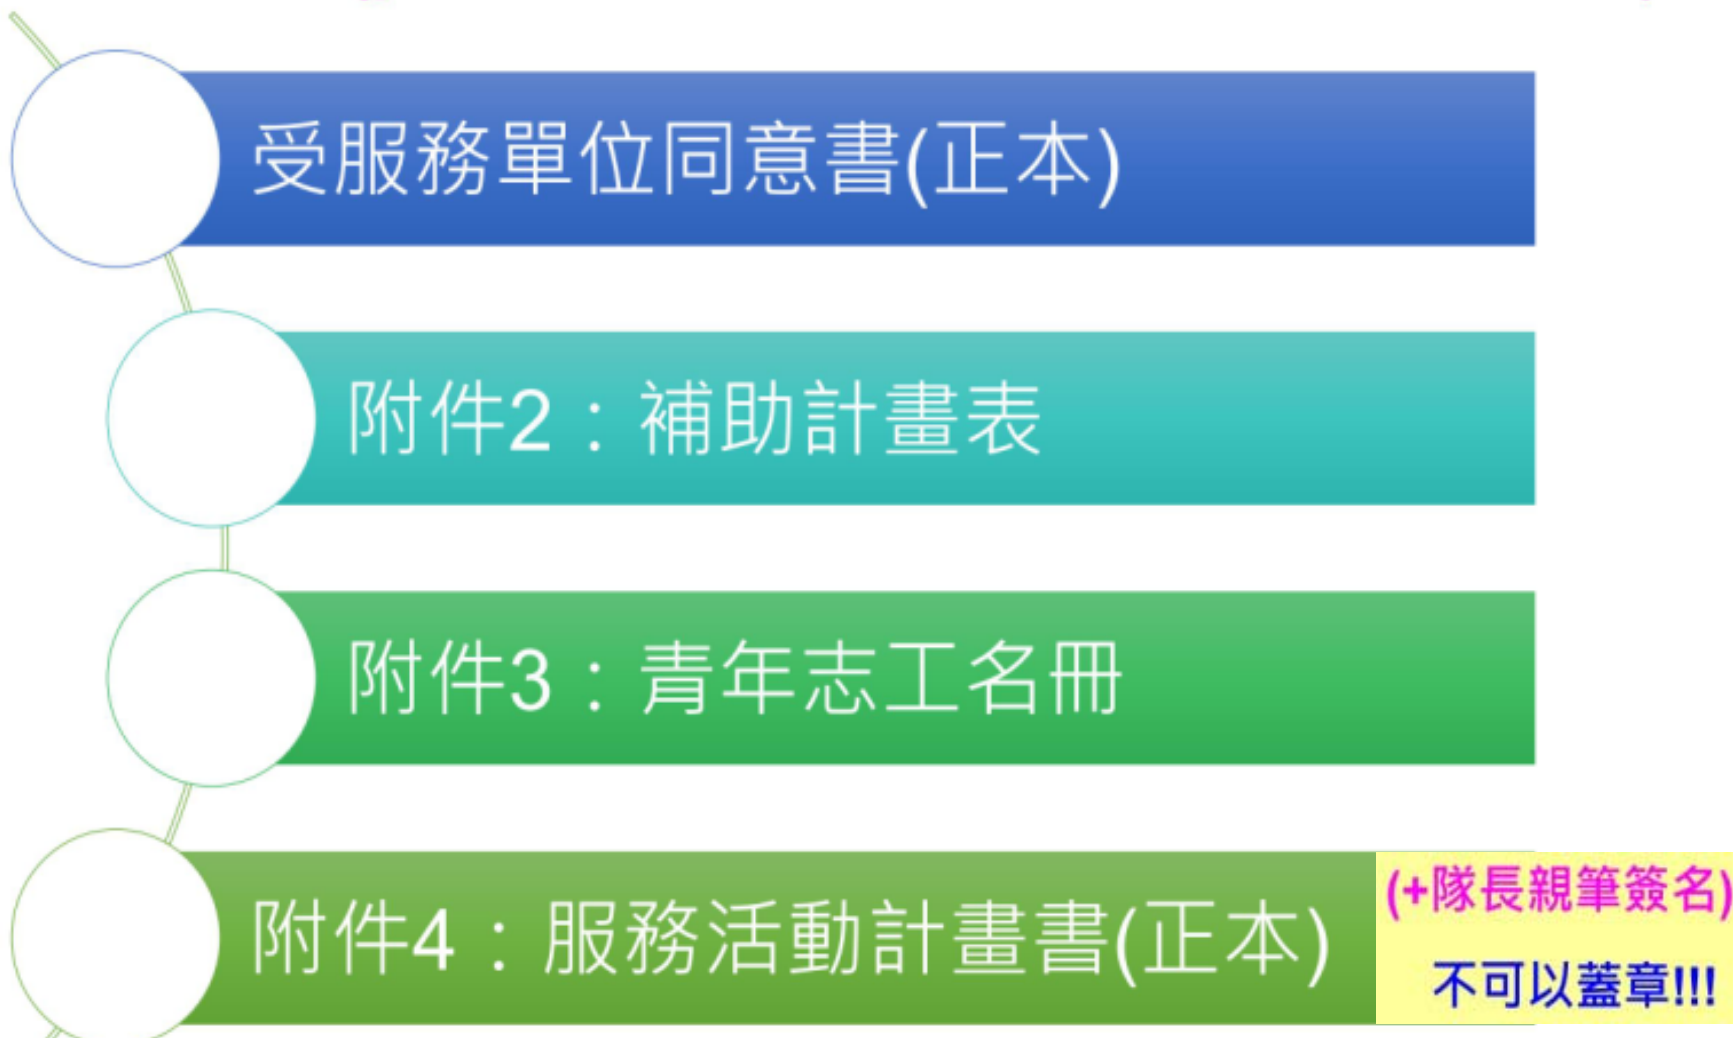 受服務單位同意書(正本)
附件2：補助計畫表
附件3：青年志工名冊
附件4：服務活動計畫書(正本)
(+隊長親筆簽名)
不可以蓋章!!!